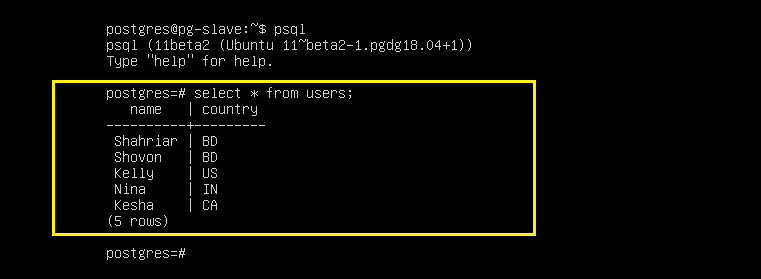 postgres@pg-slave:~$ psql
psql (11beta2 (Ubuntu 11~beta2-1.pgdg18.04+1))
Type "help" for help.

postgres=# select * from users;
   name   | country
----------+---------
 Shahriar | BD
 Shovon   | BD
 Kelly    | US
 Nina     | IN
 Kesha    | CA
(5 rows)

postgres=#